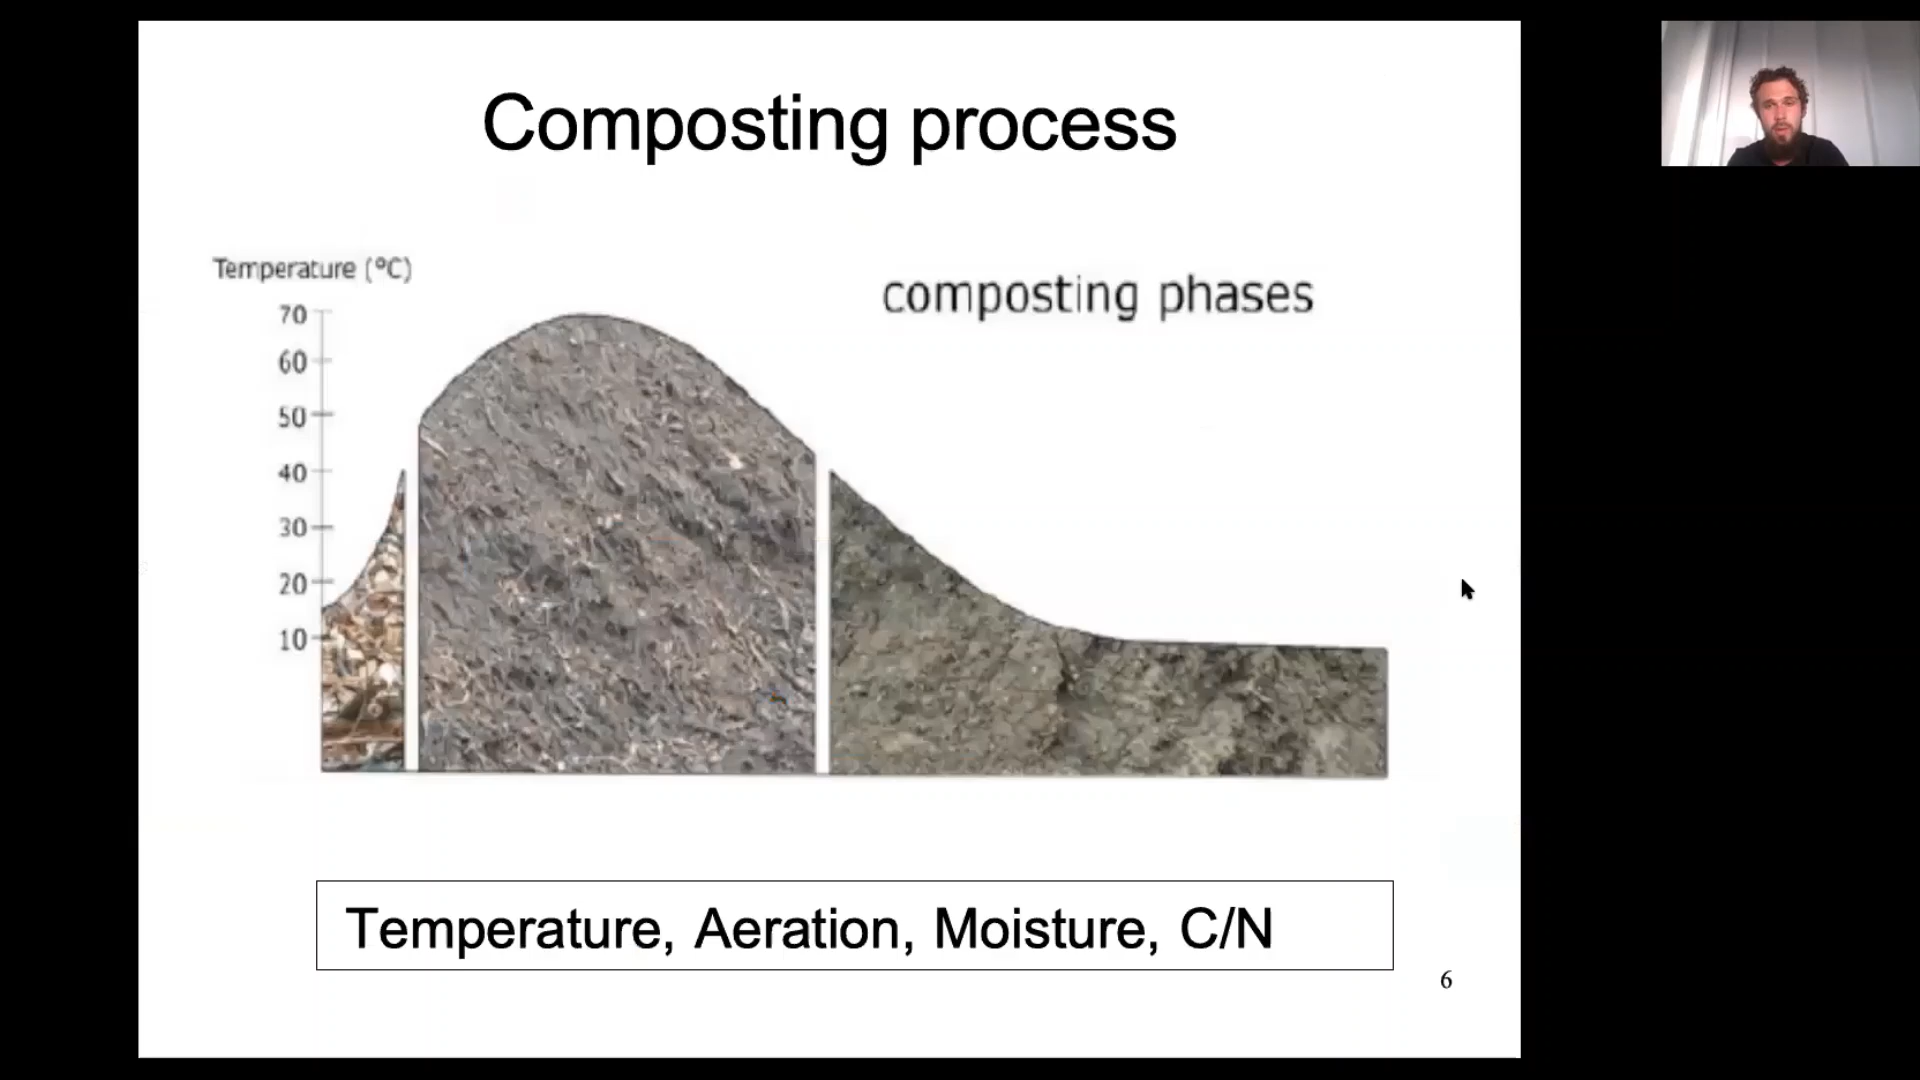 Composting process
Temperature (°C)
composting phases
70
60
50
40
30
20
10
Temperature, Aeration, Moisture, C/N
6